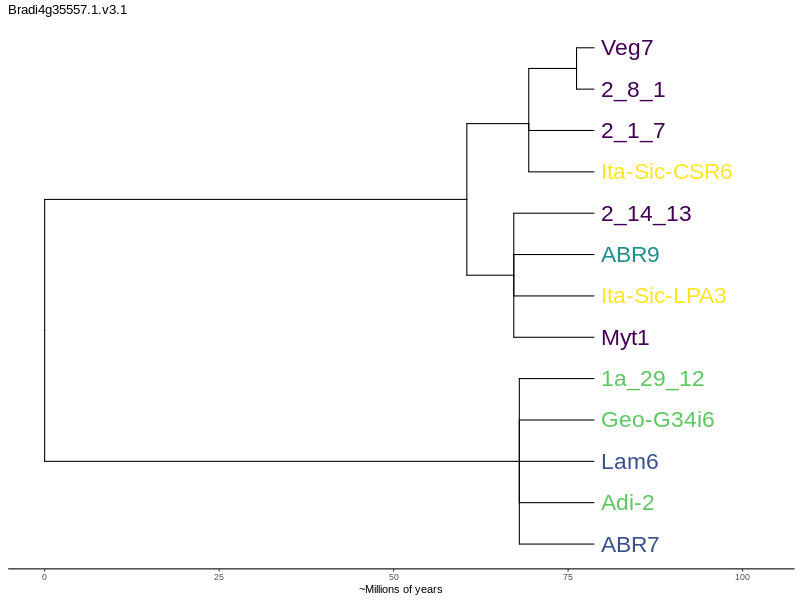 Bradi4g35557.1.v3.1
Veg7
2_8_1
2_1_7
Ita-Sic-CSR6
2_14_13
ABR9
Ita-Sic-LPA3
Myt1
1a_29_12
Geo-G34i6
Lam6
Adi-2
ABR7
0 25 50 75 100
~Millions of years